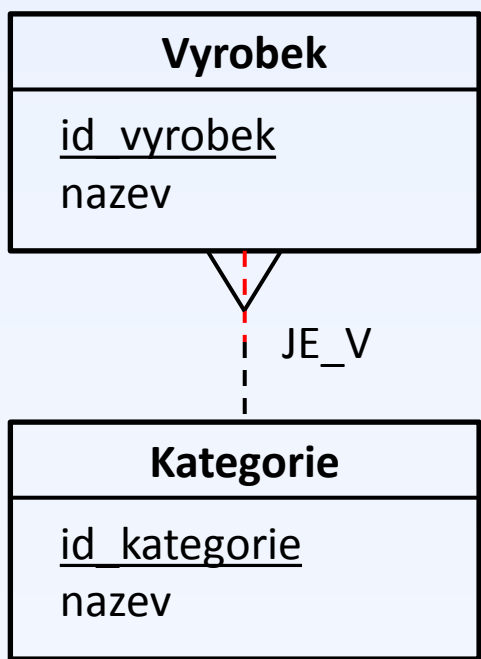 Vyrobek
id_vyrobek
nazev
JE_V
Kategorie
id_kategorie
nazev